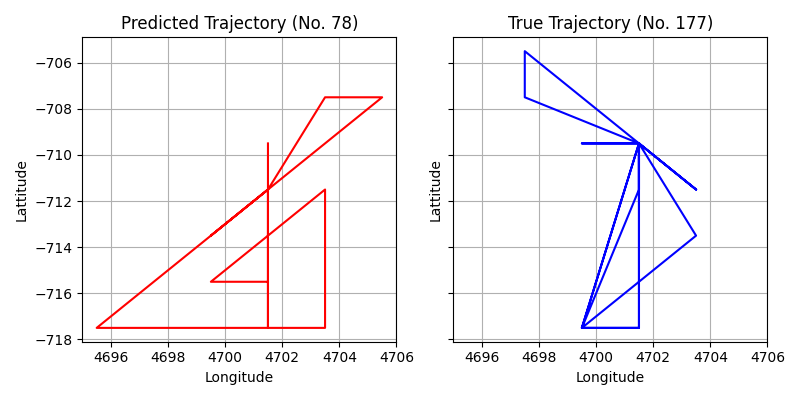 Predicted Trajectory (No. 78)
True Trajectory (No. 177)
Lattitude
−706
−708
−710
−712
−714
−716
−718
4696 4698 4700 4702 4704 4706
Longitude
Lattitude
4696 4698 4700 4702 4704 4706
Longitude